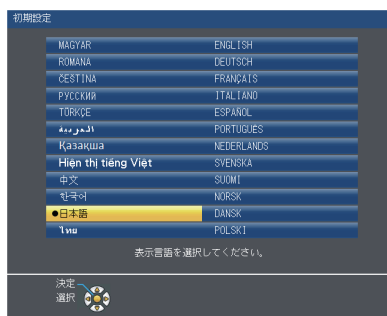 初期設定
MAGYAR ENGLISH
ROMÂNĂ DEUTSCH
ČEŠTINA FRANÇAIS
РУССКИЙ ITALIANO
TÜRKÇE ESPAÑOL
العربية PORTUGUÊS
Қазақша NEDERLANDS
Hiện thị tiếng Việt SVENSKA
中文 SUOMI
한국어 NORSK
●日本語 DANSK
ไทย POLSKI
表示言語を選択してください。
決定
選択